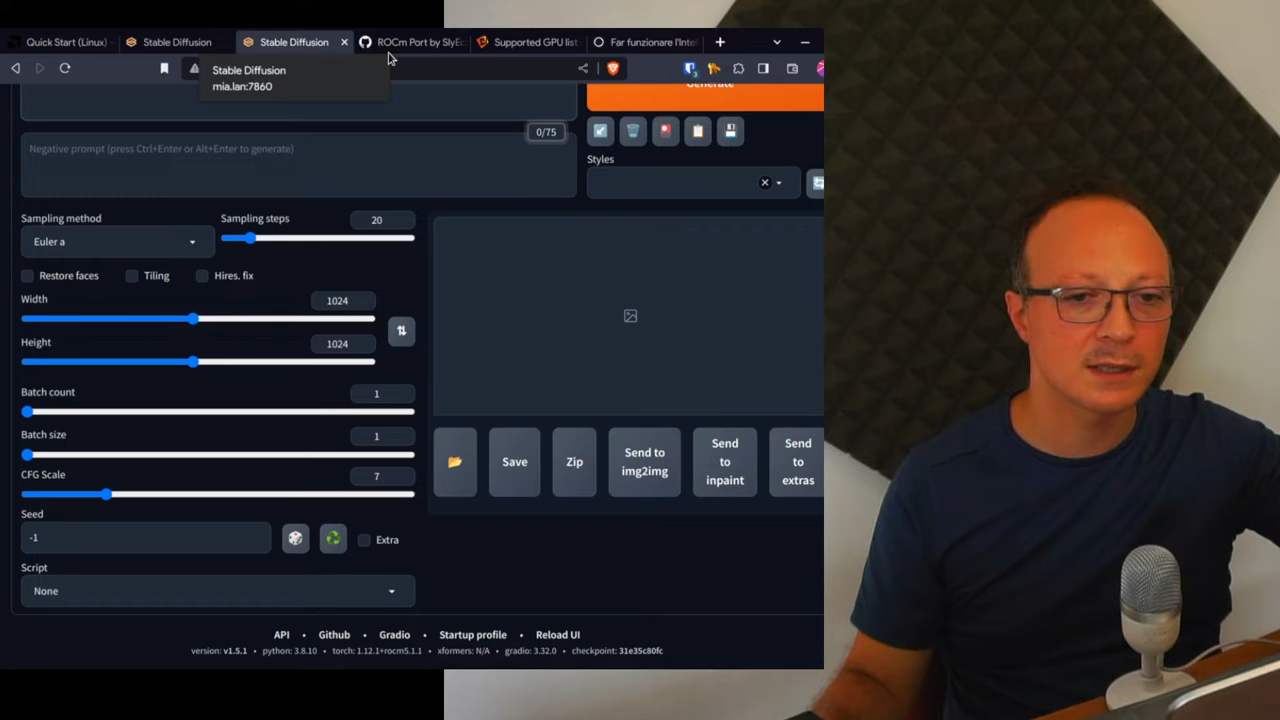 Quick Start (Linux)
Stable Diffusion
Stable Diffusion
ROCm Port by SlyEc
Supported GPU list
Far funzionare l'Inte
Stable Diffusion
mia.lan:7860
Generate
0/75
Negative prompt (press Ctrl+Enter or Alt+Enter to generate)
Styles
Sampling method
Sampling steps
20
Euler a
Restore faces
Tiling
Hires. fix
Width
1024
Height
1024
Batch count
1
Batch size
1
CFG Scale
7
Seed
-1
Extra
Script
None
Save
Zip
Send to
img2img
Send
to
inpaint
Send
to
extras
API • Github • Gradio • Startup profile • Reload UI
version: v1.5.1 • python: 3.8.10 • torch: 1.12.1+rocm5.1.1 • xformers: N/A • gradio: 3.32.0 • checkpoint: 31e35c80fc